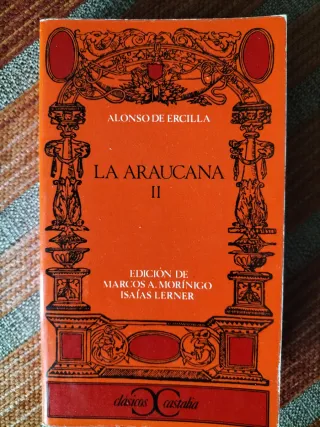 ALONSO DE ERCILLA
LA ARAUCANA
II
EDICIÓN DE
MARCOS A. MORÍNIGO
ISAÍAS LERNER
clásicos castalia